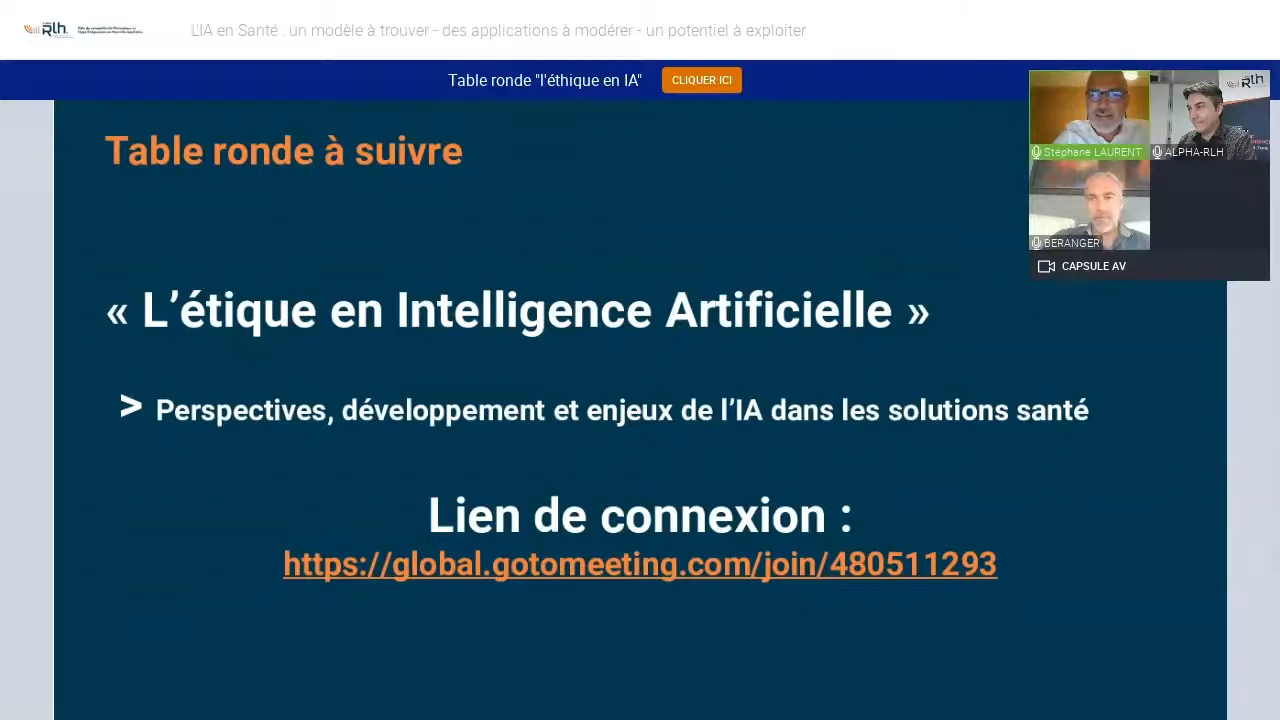 Rlh
L'IA en Santé : un modèle à trouver - des applications à modérer - un potentiel à exploiter
Table ronde "l'éthique en IA" CLIQUER ICI
Table ronde à suivre
« L’étique en Intelligence Artificielle »
> Perspectives, développement et enjeux de l’IA dans les solutions santé
Lien de connexion :
https://global.gotomeeting.com/join/480511293
Rlh
Stéphane LAURENT
ALPHA-RLH
BERANGER
CAPSULE AV